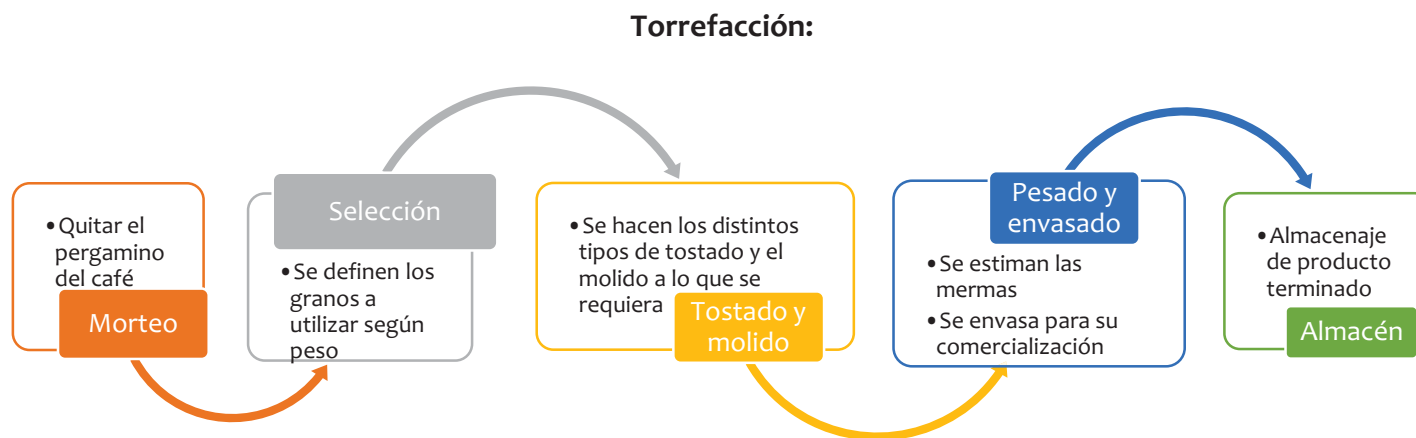 Torrefacción:
•Quitar el
pergamino
del café
Morteo
Selección
•Se definen los
granos a
utilizar según
peso
•Se hacen los distintos
tipos de tostado y el
molido a lo que se
requiera
Tostado y
molido
Pesado y
envasado
•Se estiman las
mermas
•Se envasa para su
comercialización
•Almacenaje
de producto
terminado
Almacén